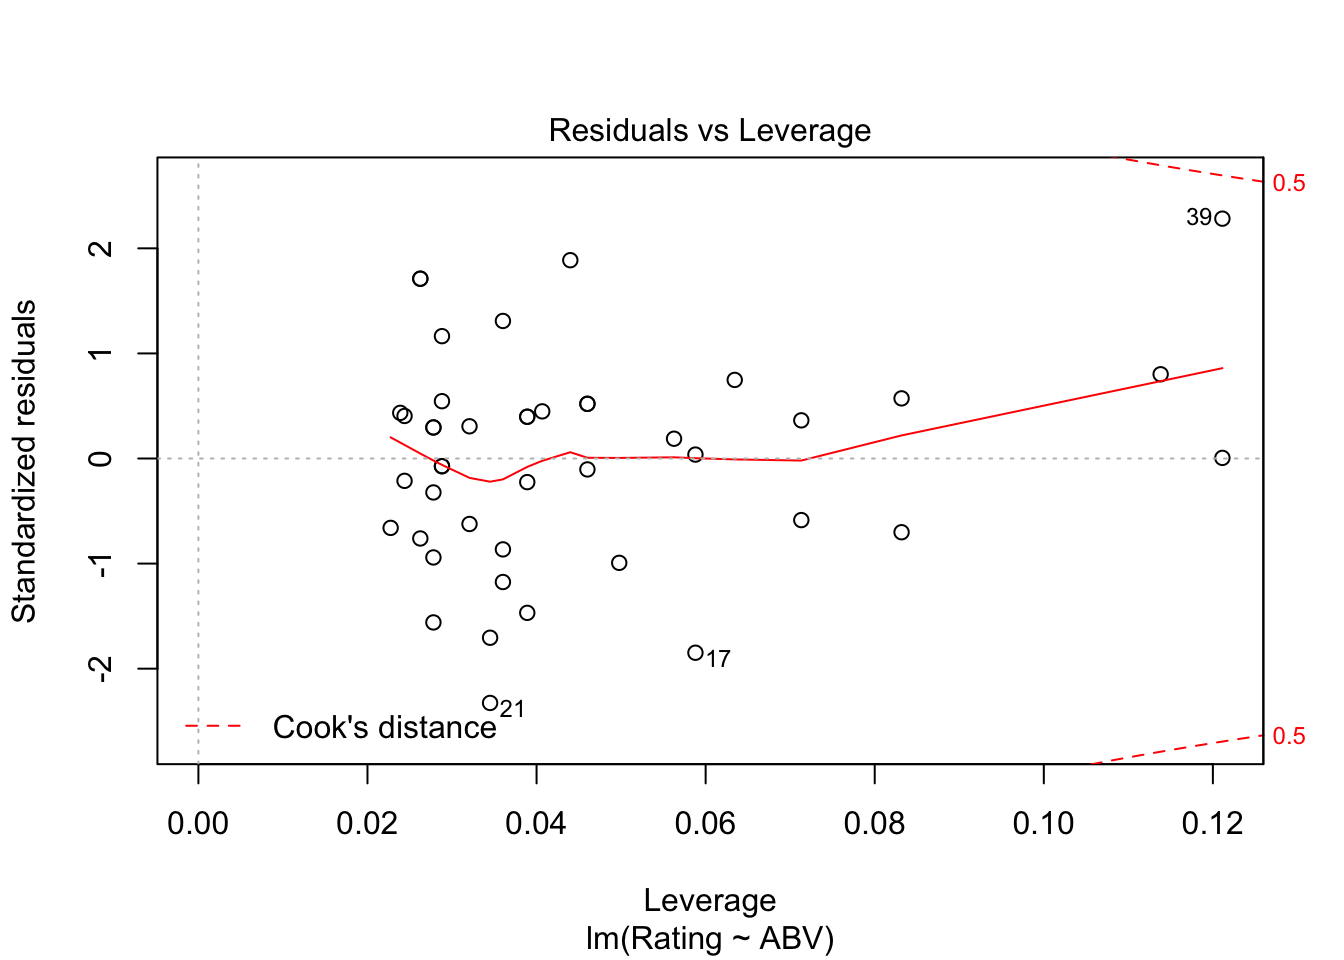 Residuals vs Leverage
Standardized residuals
2
1
0
-1
-2
0.5
39
17
21
Cook's distance
0.5
0.00 0.02 0.04 0.06 0.08 0.10 0.12
Leverage
lm(Rating ~ ABV)